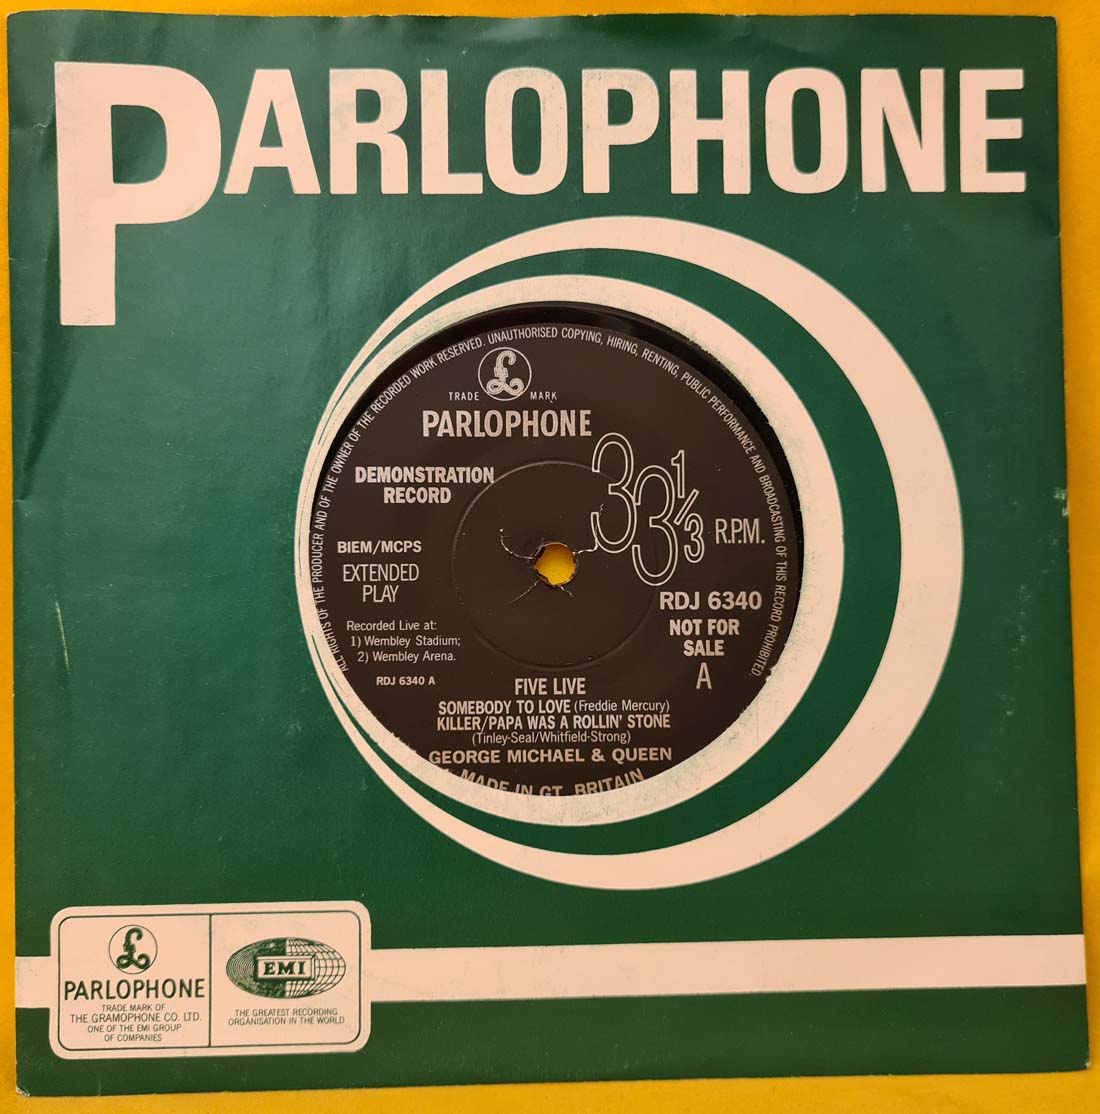 PARLOPHONE
ALL RIGHTS OF THE PRODUCER AND OF THE OWNER OF THE RECORDED WORK RESERVED. UNAUTHORISED COPYING, HIRING, RENTING, PUBLIC PERFORMANCE AND BROADCASTING OF THIS RECORD PROHIBITED.
£
TRADE MARK
PARLOPHONE
DEMONSTRATION
RECORD
33 1/3 R.P.M.
BIEM/MCPS
EXTENDED
PLAY
RDJ 6340
NOT FOR
SALE
A
Recorded Live at:
1) Wembley Stadium;
2) Wembley Arena.
RDJ 6340 A
FIVE LIVE
SOMEBODY TO LOVE (Freddie Mercury)
KILLER/PAPA WAS A ROLLIN' STONE
(Tinley-Seal/Whitfield-Strong)
GEORGE MICHAEL & QUEEN
MADE IN GT. BRITAIN
£
PARLOPHONE
TRADE MARK OF
THE GRAMOPHONE CO. LTD.
ONE OF THE EMI GROUP
OF COMPANIES
EMI
THE GREATEST RECORDING
ORGANISATION IN THE WORLD